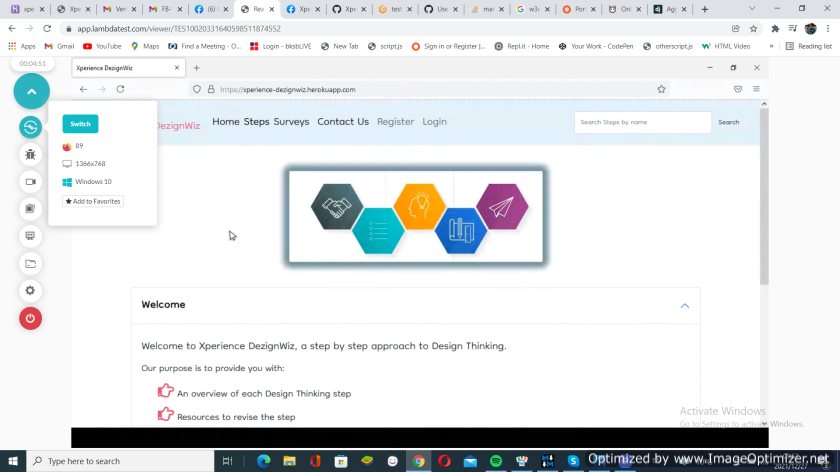 xpe
Xpe
Ver
FB-
(3)
Rea
Xpe
Xpe
test
Use
mar
w3c
Por
Onl
Age
app.lambdatest.com/viewer/TES10020331640598511874552
Apps
Gmail
YouTube
Maps
Find a Meeting - O...
Login - bksbLIVE
New Tab
script.js
Sign in or Register |...
Repl.it - Home
Your Work - CodePen
otherscript.js
HTML Video
»
Reading list
00:04:51
Xperience DezignWiz
https://xperience-dezignwiz.herokuapp.com
Switch
89
1366x768
Windows 10
Add to Favorites
DezignWiz
Home Steps Surveys Contact Us Register Login
Search Steps by name
Search
Welcome
Welcome to Xperience DezignWiz, a step by step approach to Design Thinking.
Our purpose is to provide you with:
An overview of each Design Thinking step
Resources to revise the step
Activate Windows
Go to Settings to activate Windows.
Type here to search
Optimized by www.ImageOptimizer.net